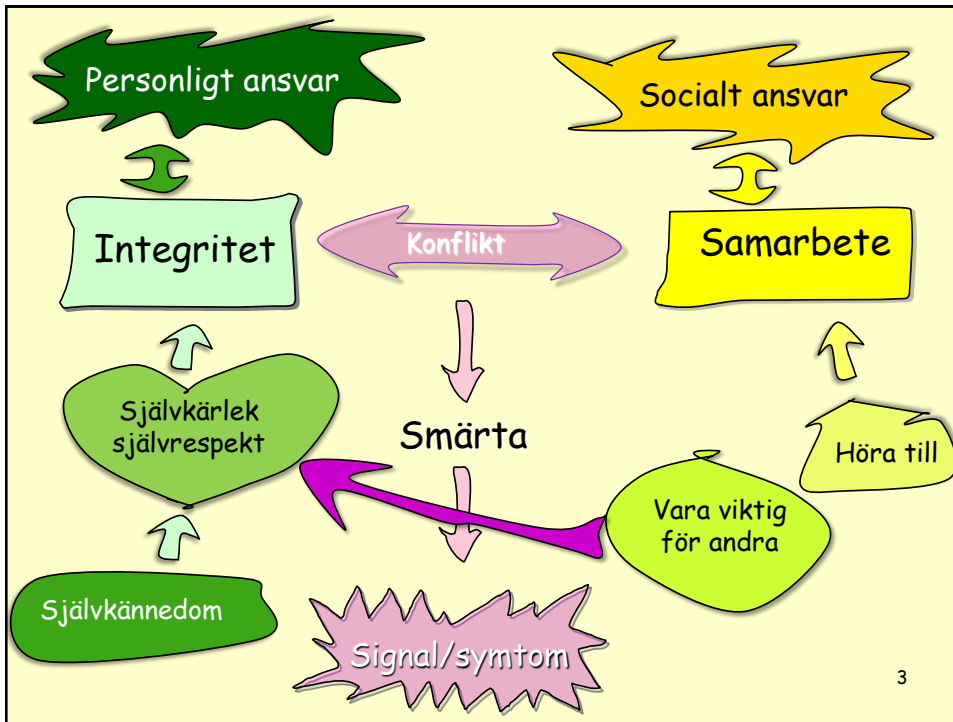 Personligt ansvar
Socialt ansvar
Integritet
Konflikt
Samarbete
Självkärlek
självrespekt
Smärta
Höra till
Vara viktig
för andra
Självkännedom
Signal/symtom
3